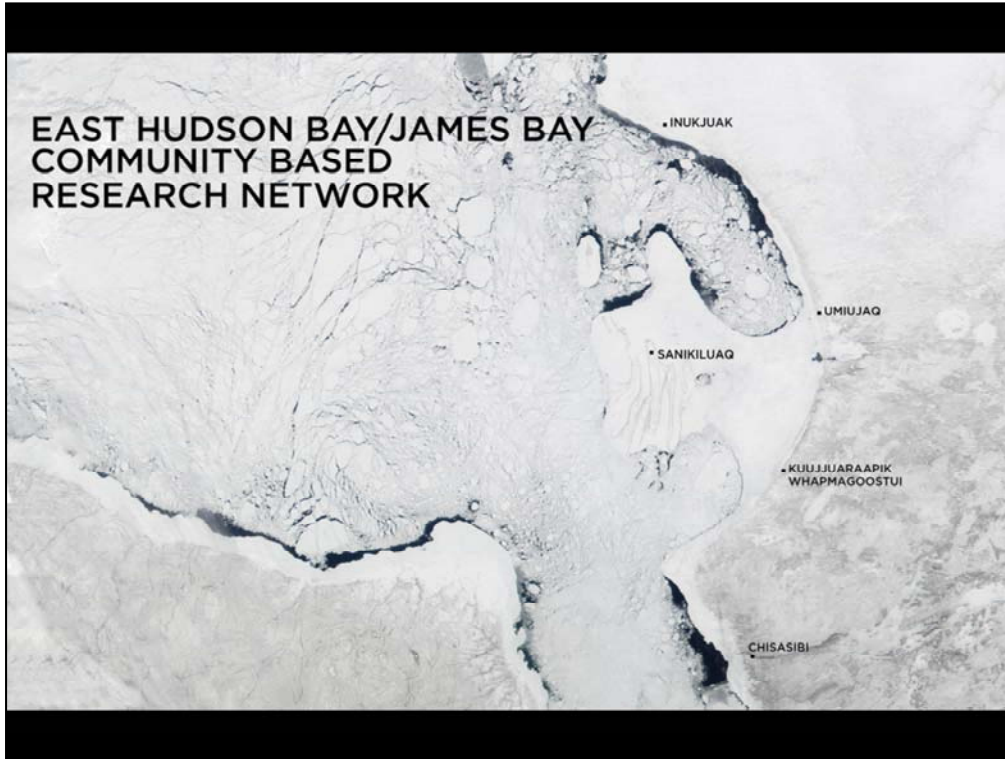 EAST HUDSON BAY/JAMES BAY
COMMUNITY BASED
RESEARCH NETWORK
INUKJUAK
UMIUJAQ
SANIKILUAQ
KUUJJUARAAPIK
WHAPMAGOOSTUI
CHISASIBI